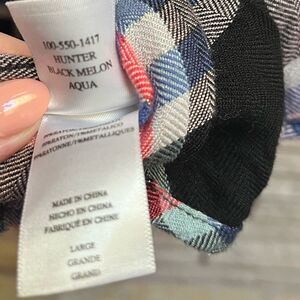 100-550-1417
HUNTER
BLACK MELON
AQUA
MADE IN CHINA
HECHO EN CHINA
FABRIQUÉ EN CHINE
LARGE
GRANDE
GRAND